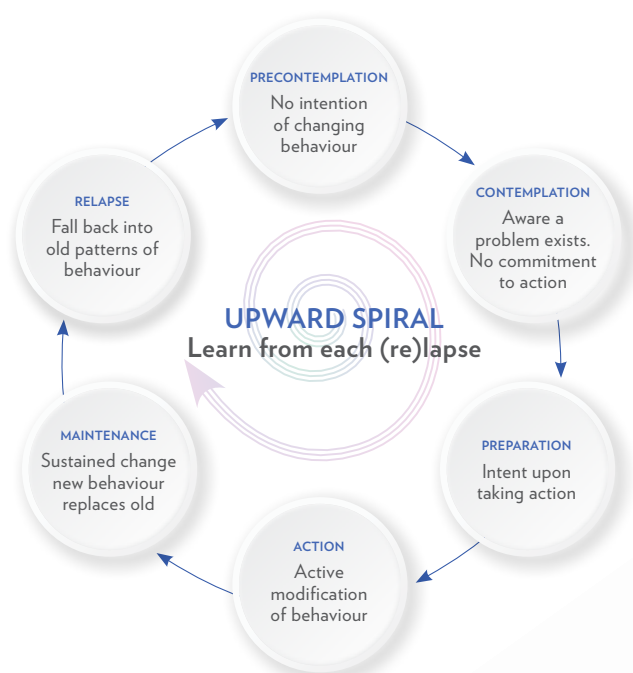 PRECONTEMPLATION
No intention
of changing
behaviour
CONTEMPLATION
Aware a
problem exists.
No commitment
to action
PREPARATION
Intent upon
taking action
ACTION
Active
modification
of behaviour
MAINTENANCE
Sustained change
new behaviour
replaces old
RELAPSE
Fall back into
old patterns of
behaviour
UPWARD SPIRAL
Learn from each (re)lapse